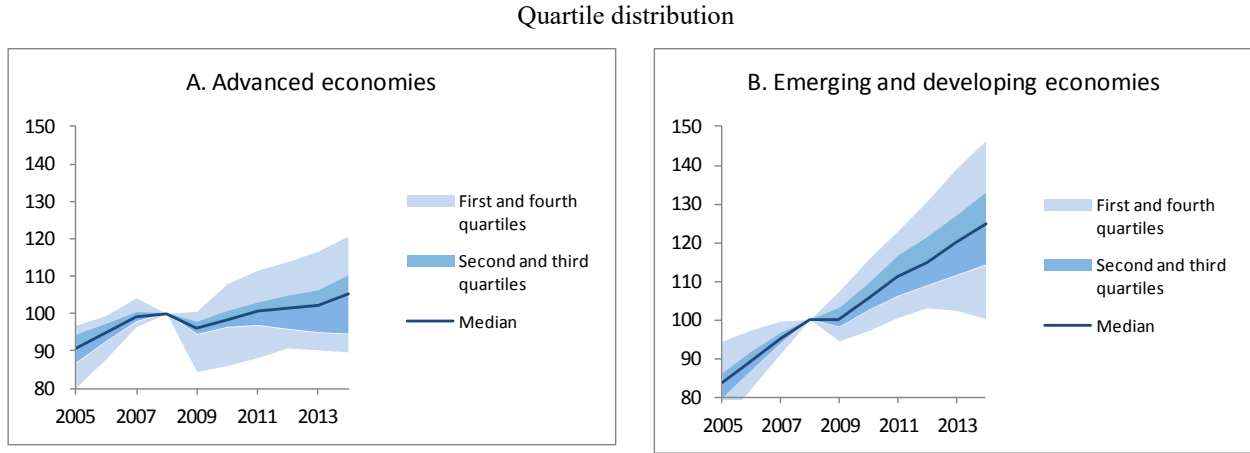 Quartile distribution
A. Advanced economies
150
140
130
120
110
100
90
80
2005 2007 2009 2011 2013
First and fourth
quartiles
Second and third
quartiles
Median
B. Emerging and developing economies
150
140
130
120
110
100
90
80
2005 2007 2009 2011 2013
First and fourth
quartiles
Second and third
quartiles
Median